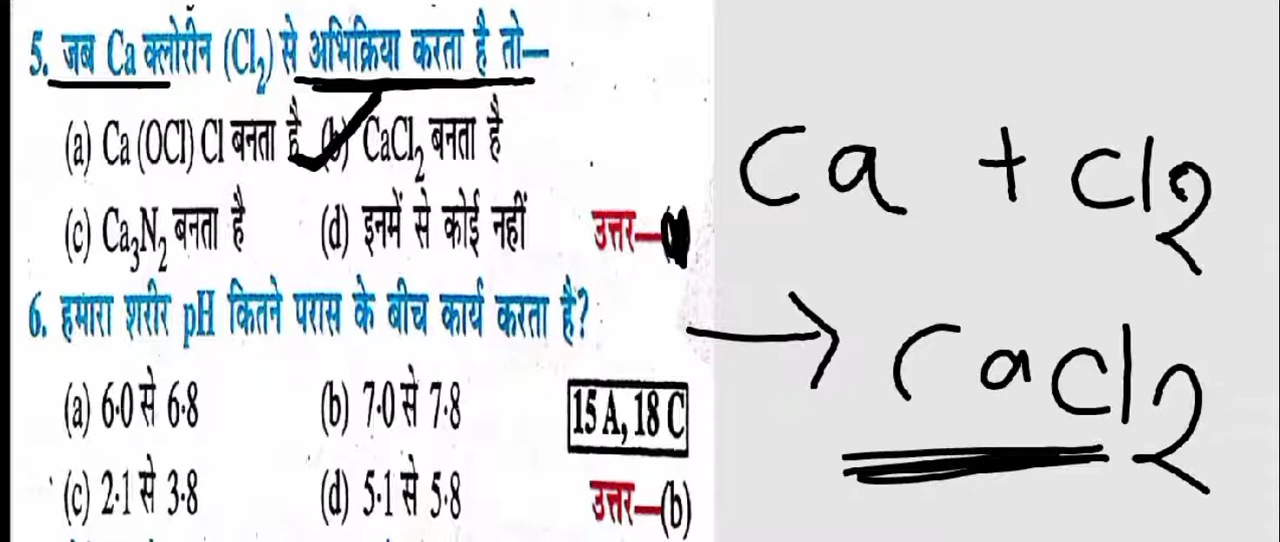 5. जब Ca क्लोरीन (Cl₂) से अभिक्रिया करता है तो—
(a) Ca (OCl) Cl बनता है (b) CaCl₂ बनता है
(c) Ca₃N₂ बनता है (d) इनमें से कोई नहीं उत्तर—
6. हमारा शरीर pH कितने परास के बीच कार्य करता है?
(a) 6·0 से 6·8 (b) 7·0 से 7·8 15 A, 18 C
(c) 2·1 से 3·8 (d) 5·1 से 5·8 उत्तर—(b)
Ca + Cl2
→ CaCl2